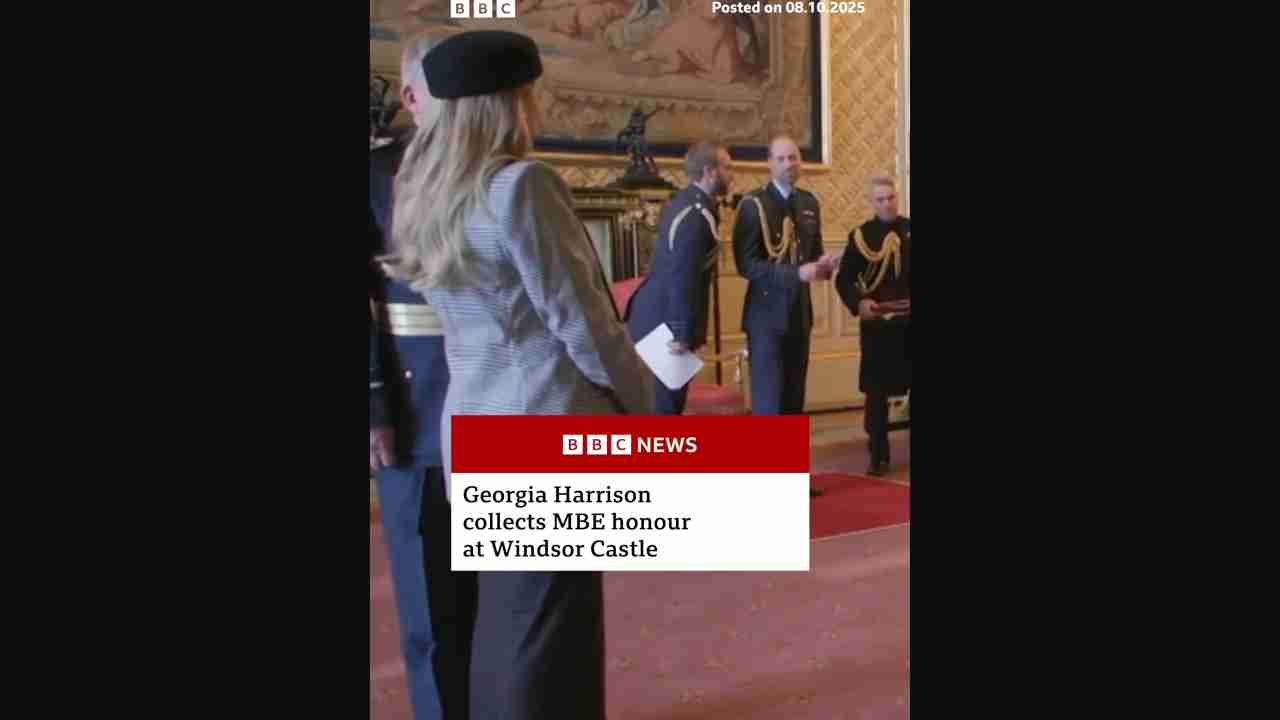 BBC
Posted on 08.10.2025
BBC NEWS
Georgia Harrison
collects MBE honour
at Windsor Castle